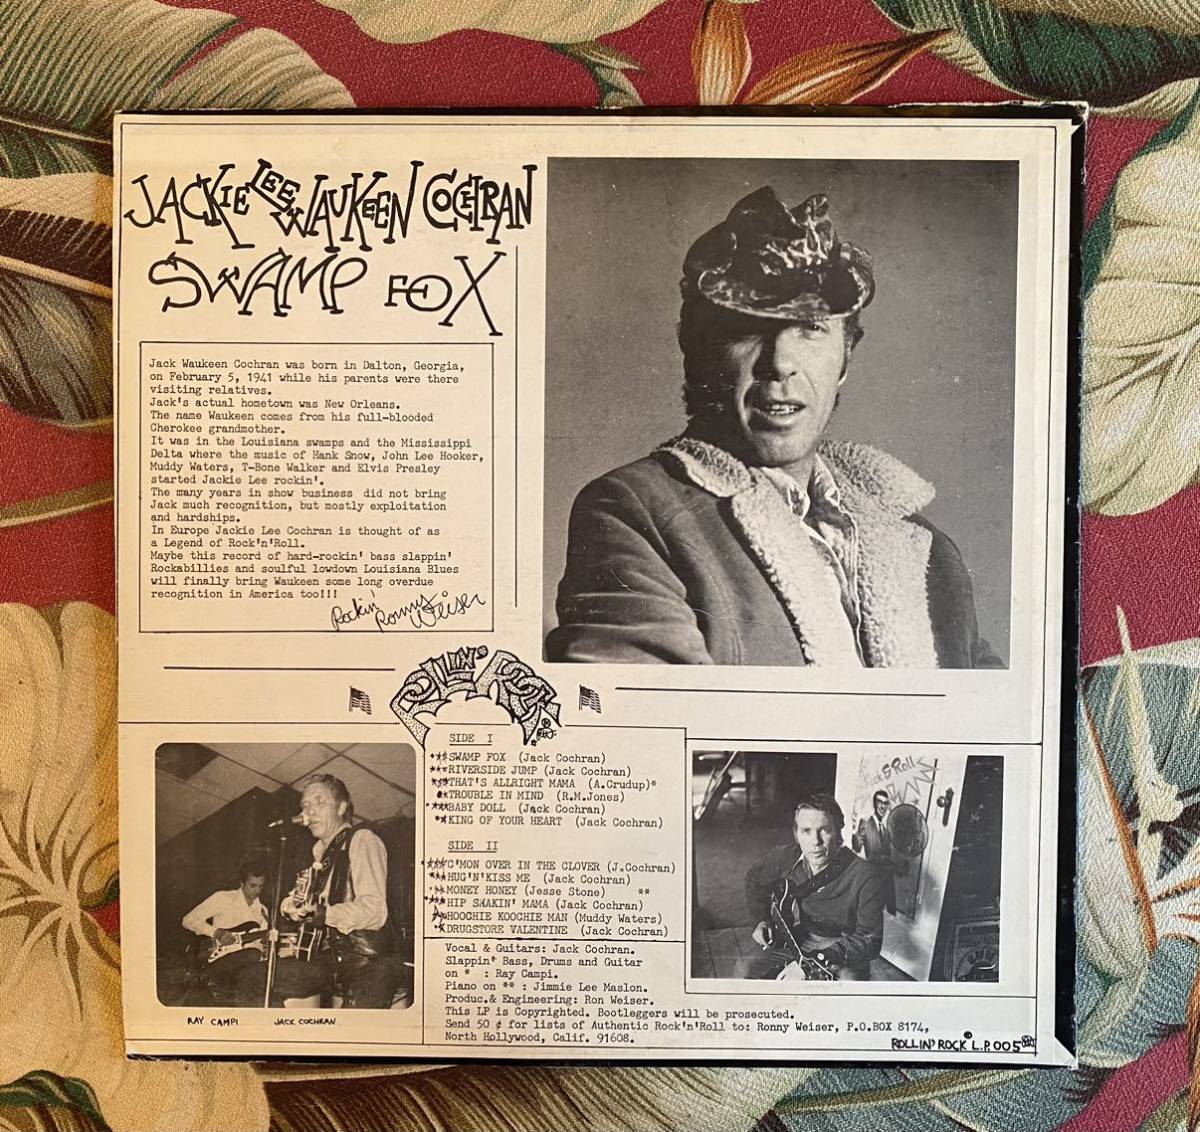 JACKIE LEE WAUKEEN COCHRAN
SWAMP FOX
Jack Waukeen Cochran was born in Dalton, Georgia,
on February 5, 1941 while his parents were there
visiting relatives.
Jack's actual hometown was New Orleans.
The name Waukeen comes from his full-blooded
Cherokee grandmother.
It was in the Louisiana swamps and the Mississippi
Delta where the music of Hank Snow, John Lee Hooker,
Muddy Waters, T-Bone Walker and Elvis Presley
started Jackie Lee rockin'.
The many years in show business did not bring
Jack much recognition, but mostly exploitation
and hardships.
In Europe Jackie Lee Cochran is thought of as
a Legend of Rock'n'Roll.
Maybe this record of hard-rockin' bass slappin'
Rockabillies and soulful lowdown Louisiana Blues
will finally bring Waukeen some long overdue
recognition in America too!!!
Rockin' Ronny Weiser
ROLLIN' ROCK
SIDE I
SWAMP FOX (Jack Cochran)
RIVERSIDE JUMP (Jack Cochran)
THAT'S ALLRIGHT MAMA (A.Crudup)*
TROUBLE IN MIND (R.M.Jones)
BABY DOLL (Jack Cochran)
KING OF YOUR HEART (Jack Cochran)
SIDE II
C'MON OVER IN THE CLOVER (J.Cochran)
HUG'N'KISS ME (Jack Cochran)
MONEY HONEY (Jesse Stone) **
HIP SHAKIN' MAMA (Jack Cochran)
HOOCHIE KOOCHIE MAN (Muddy Waters)
DRUGSTORE VALENTINE (Jack Cochran)
Vocal & Guitars: Jack Cochran.
Slappin' Bass, Drums and Guitar
on * : Ray Campi.
Piano on ** : Jimmie Lee Maslon.
Produc.& Engineering: Ron Weiser.
This LP is Copyrighted. Bootleggers will be prosecuted.
Send 50 ¢ for lists of Authentic Rock'n'Roll to: Ronny Weiser, P.O.BOX 8174,
North Hollywood, Calif. 91608.
RAY CAMPI JACK COCHRAN
Rock & Roll
ROLLIN' ROCK ® L.P. 005